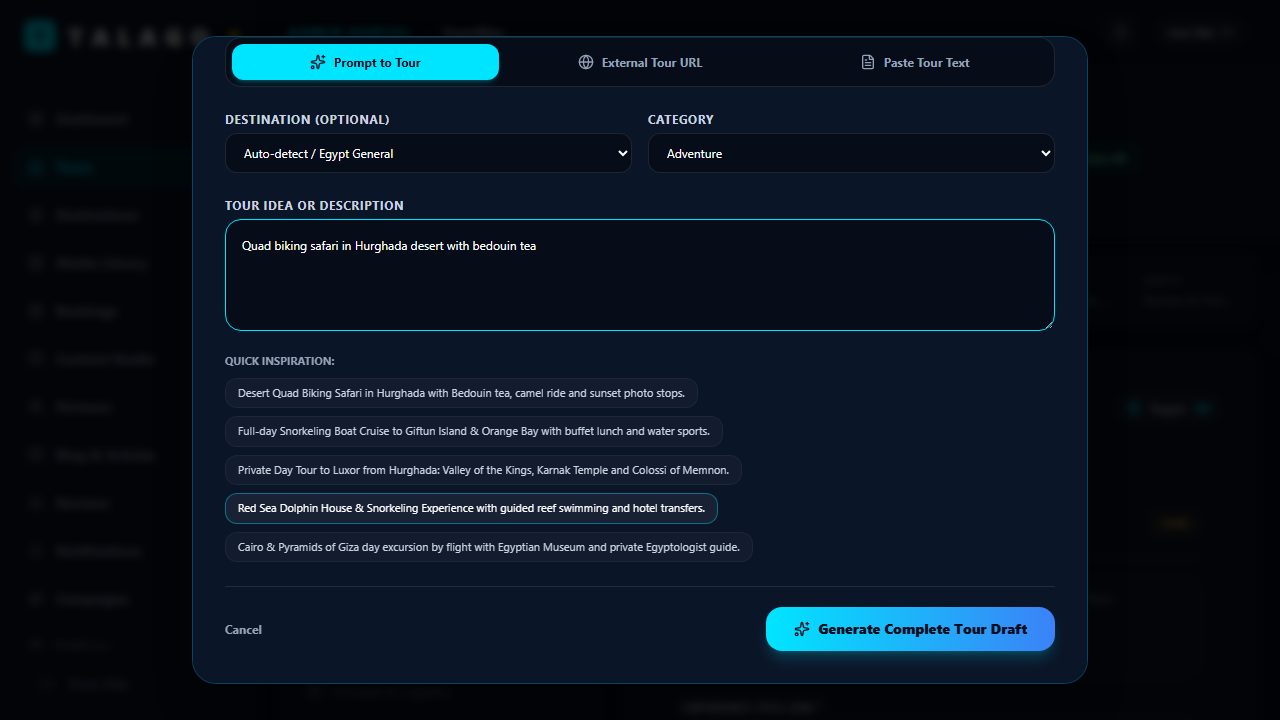 TALAGO
Prompt to Tour
External Tour URL
Paste Tour Text
DESTINATION (OPTIONAL)
CATEGORY
Auto-detect / Egypt General
Adventure
TOUR IDEA OR DESCRIPTION
Quad biking safari in Hurghada desert with bedouin tea
QUICK INSPIRATION:
Desert Quad Biking Safari in Hurghada with Bedouin tea, camel ride and sunset photo stops.
Full-day Snorkeling Boat Cruise to Giftun Island & Orange Bay with buffet lunch and water sports.
Private Day Tour to Luxor from Hurghada: Valley of the Kings, Karnak Temple and Colossi of Memnon.
Red Sea Dolphin House & Snorkeling Experience with guided reef swimming and hotel transfers.
Cairo & Pyramids of Giza day excursion by flight with Egyptian Museum and private Egyptologist guide.
Cancel
Generate Complete Tour Draft